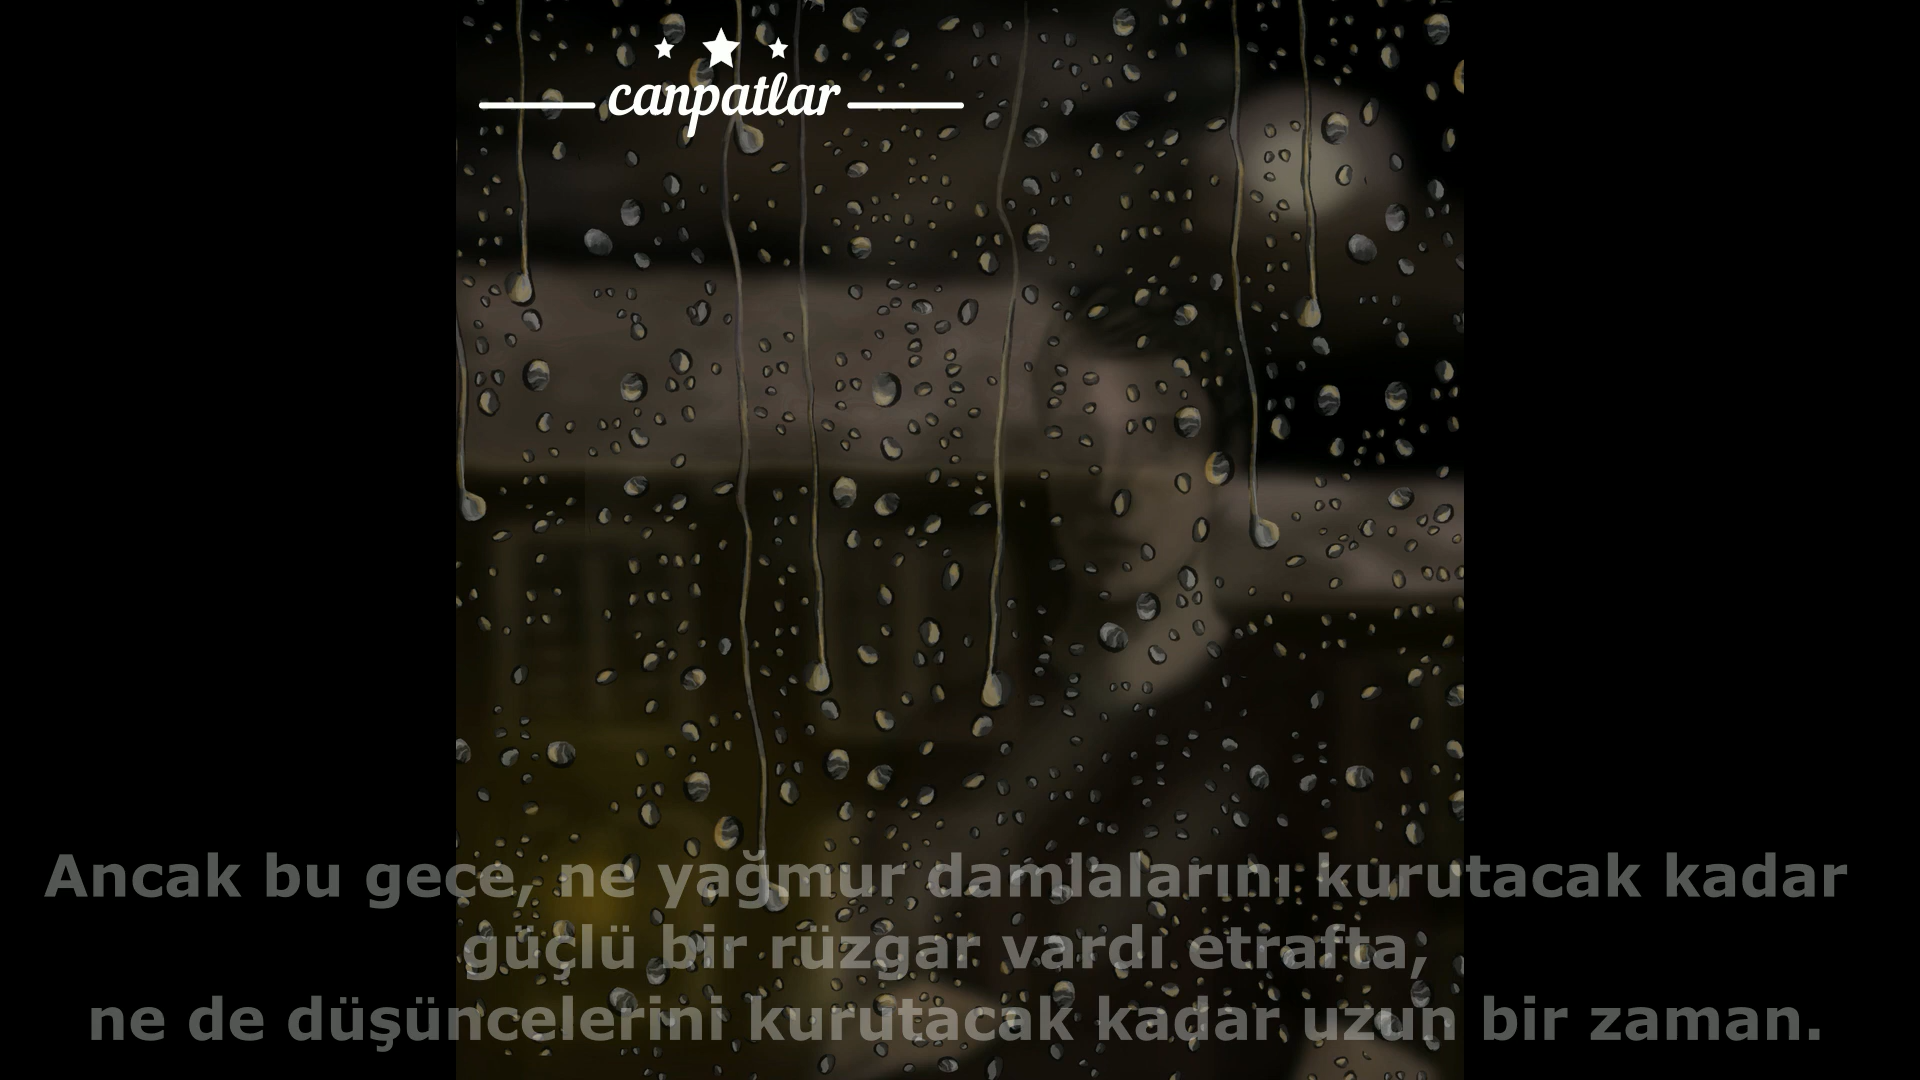 canpatlar
Ancak bu gece, ne yağmur damlalarını kurutacak kadar
güçlü bir rüzgar vardı etrafta,
ne de düşüncelerini kurutacak kadar uzun bir zaman.